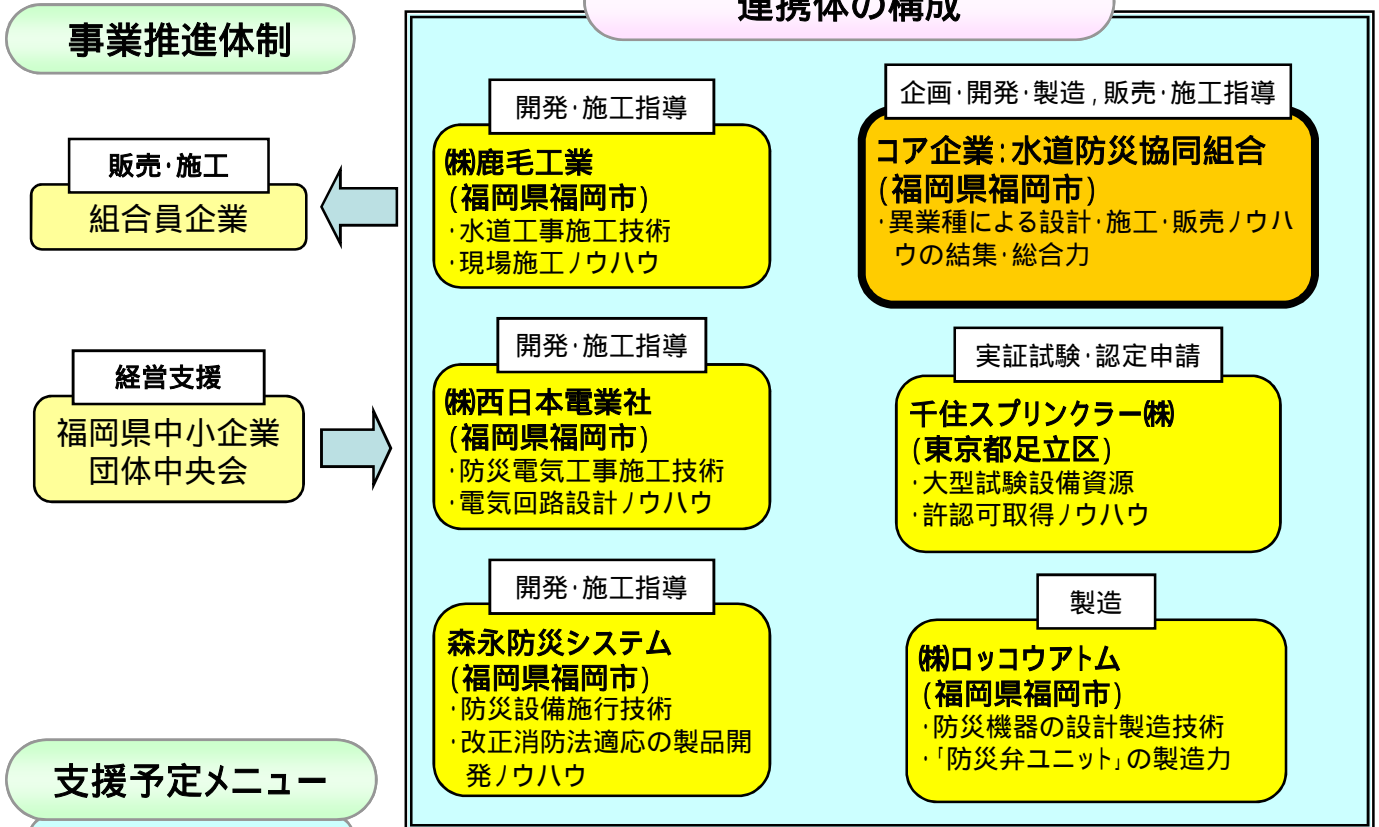 連携体の構成
事業推進体制
販売･施工
組合員企業
経営支援
福岡県中小企業
団体中央会
支援予定メニュー
開発･施工指導
㈱鹿毛工業
(福岡県福岡市)
･水道工事施工技術
･現場施工ノウハウ
企画･開発･製造,販売･施工指導
コア企業:水道防災協同組合
(福岡県福岡市)
･異業種による設計･施工･販売ノウハ
ウの結集･総合力
開発･施工指導
㈱西日本電業社
(福岡県福岡市)
･防災電気工事施工技術
･電気回路設計ノウハウ
実証試験･認定申請
千住スプリンクラー㈱
(東京都足立区)
･大型試験設備資源
･許認可取得ノウハウ
開発･施工指導
森永防災システム
(福岡県福岡市)
･防災設備施行技術
･改正消防法適応の製品開
発ノウハウ
製造
㈱ロッコウアトム
(福岡県福岡市)
･防災機器の設計製造技術
･｢防災弁ユニット｣の製造力